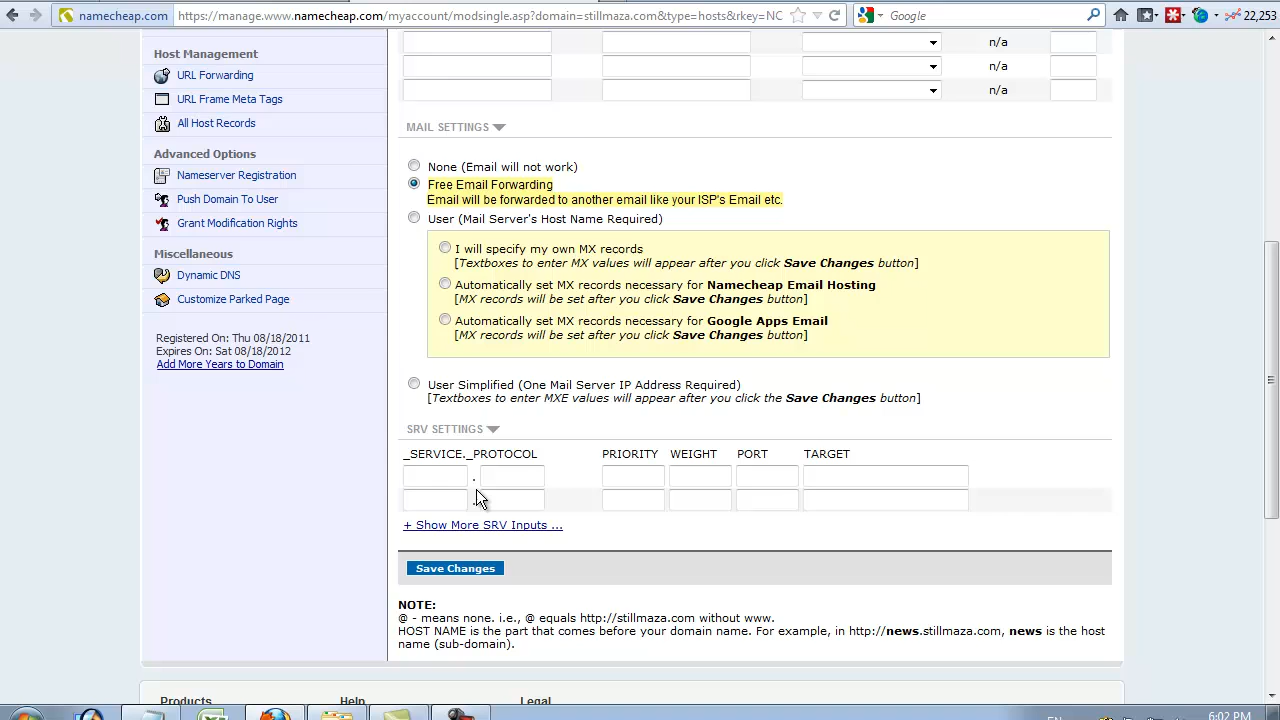 namecheap.com
https://manage.www.namecheap.com/myaccount/modsingle.asp?domain=stillmaza.com&type=hosts&rkey=NC
Google
22,253
Host Management
URL Forwarding
URL Frame Meta Tags
All Host Records
Advanced Options
Nameserver Registration
Push Domain To User
Grant Modification Rights
Miscellaneous
Dynamic DNS
Customize Parked Page
Registered On: Thu 08/18/2011
Expires On: Sat 08/18/2012
Add More Years to Domain
n/a
n/a
n/a
MAIL SETTINGS
None (Email will not work)
Free Email Forwarding
Email will be forwarded to another email like your ISP's Email etc.
User (Mail Server's Host Name Required)
I will specify my own MX records
[Textboxes to enter MX values will appear after you click Save Changes button]
Automatically set MX records necessary for Namecheap Email Hosting
[MX records will be set after you click Save Changes button]
Automatically set MX records necessary for Google Apps Email
[MX records will be set after you click Save Changes button]
User Simplified (One Mail Server IP Address Required)
[Textboxes to enter MXE values will appear after you click the Save Changes button]
SRV SETTINGS
_SERVICE._PROTOCOL PRIORITY WEIGHT PORT TARGET
.
.
+ Show More SRV Inputs ...
Save Changes
NOTE:
@ - means none. i.e., @ equals http://stillmaza.com without www.
HOST NAME is the part that comes before your domain name. For example, in http://news.stillmaza.com, news is the host
name (sub-domain).
Products Help Legal
EN 6:02 PM